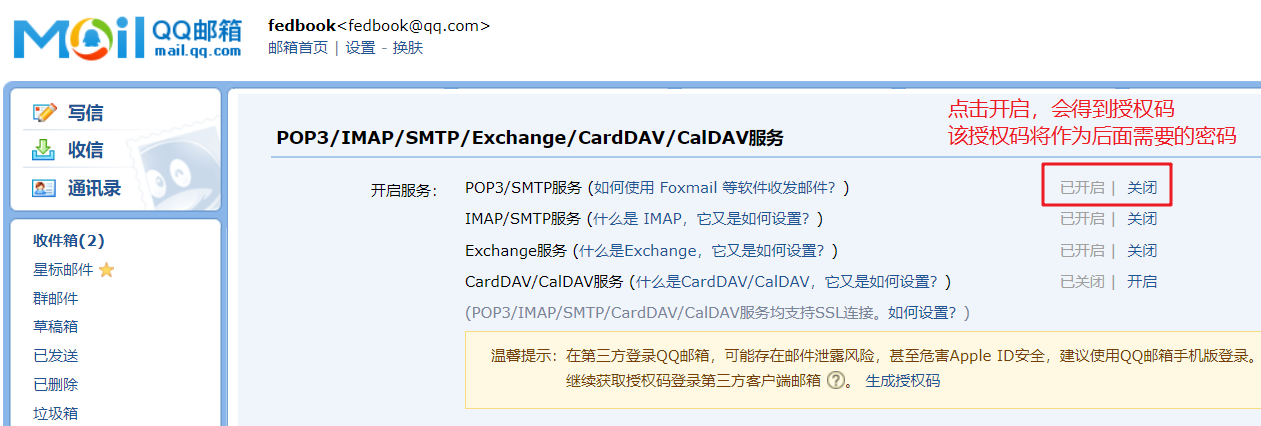 Mail QQ邮箱
mail.qq.com
fedbook<fedbook@qq.com>
邮箱首页 | 设置 - 换肤
写信
收信
通讯录
收件箱(2)
星标邮件
群邮件
草稿箱
已发送
已删除
垃圾箱
点击开启，会得到授权码
该授权码将作为后面需要的密码
POP3/IMAP/SMTP/Exchange/CardDAV/CalDAV服务
开启服务： POP3/SMTP服务 (如何使用 Foxmail 等软件收发邮件？) 已开启 | 关闭
IMAP/SMTP服务 (什么是 IMAP，它又是如何设置？) 已开启 | 关闭
Exchange服务 (什么是Exchange，它又是如何设置？) 已开启 | 关闭
CardDAV/CalDAV服务 (什么是CardDAV/CalDAV，它又是如何设置？) 已关闭 | 开启
(POP3/IMAP/SMTP/CardDAV/CalDAV服务均支持SSL连接。如何设置？)
温馨提示：在第三方登录QQ邮箱，可能存在邮件泄露风险，甚至危害Apple ID安全，建议使用QQ邮箱手机版登录。
继续获取授权码登录第三方客户端邮箱 ?。 生成授权码